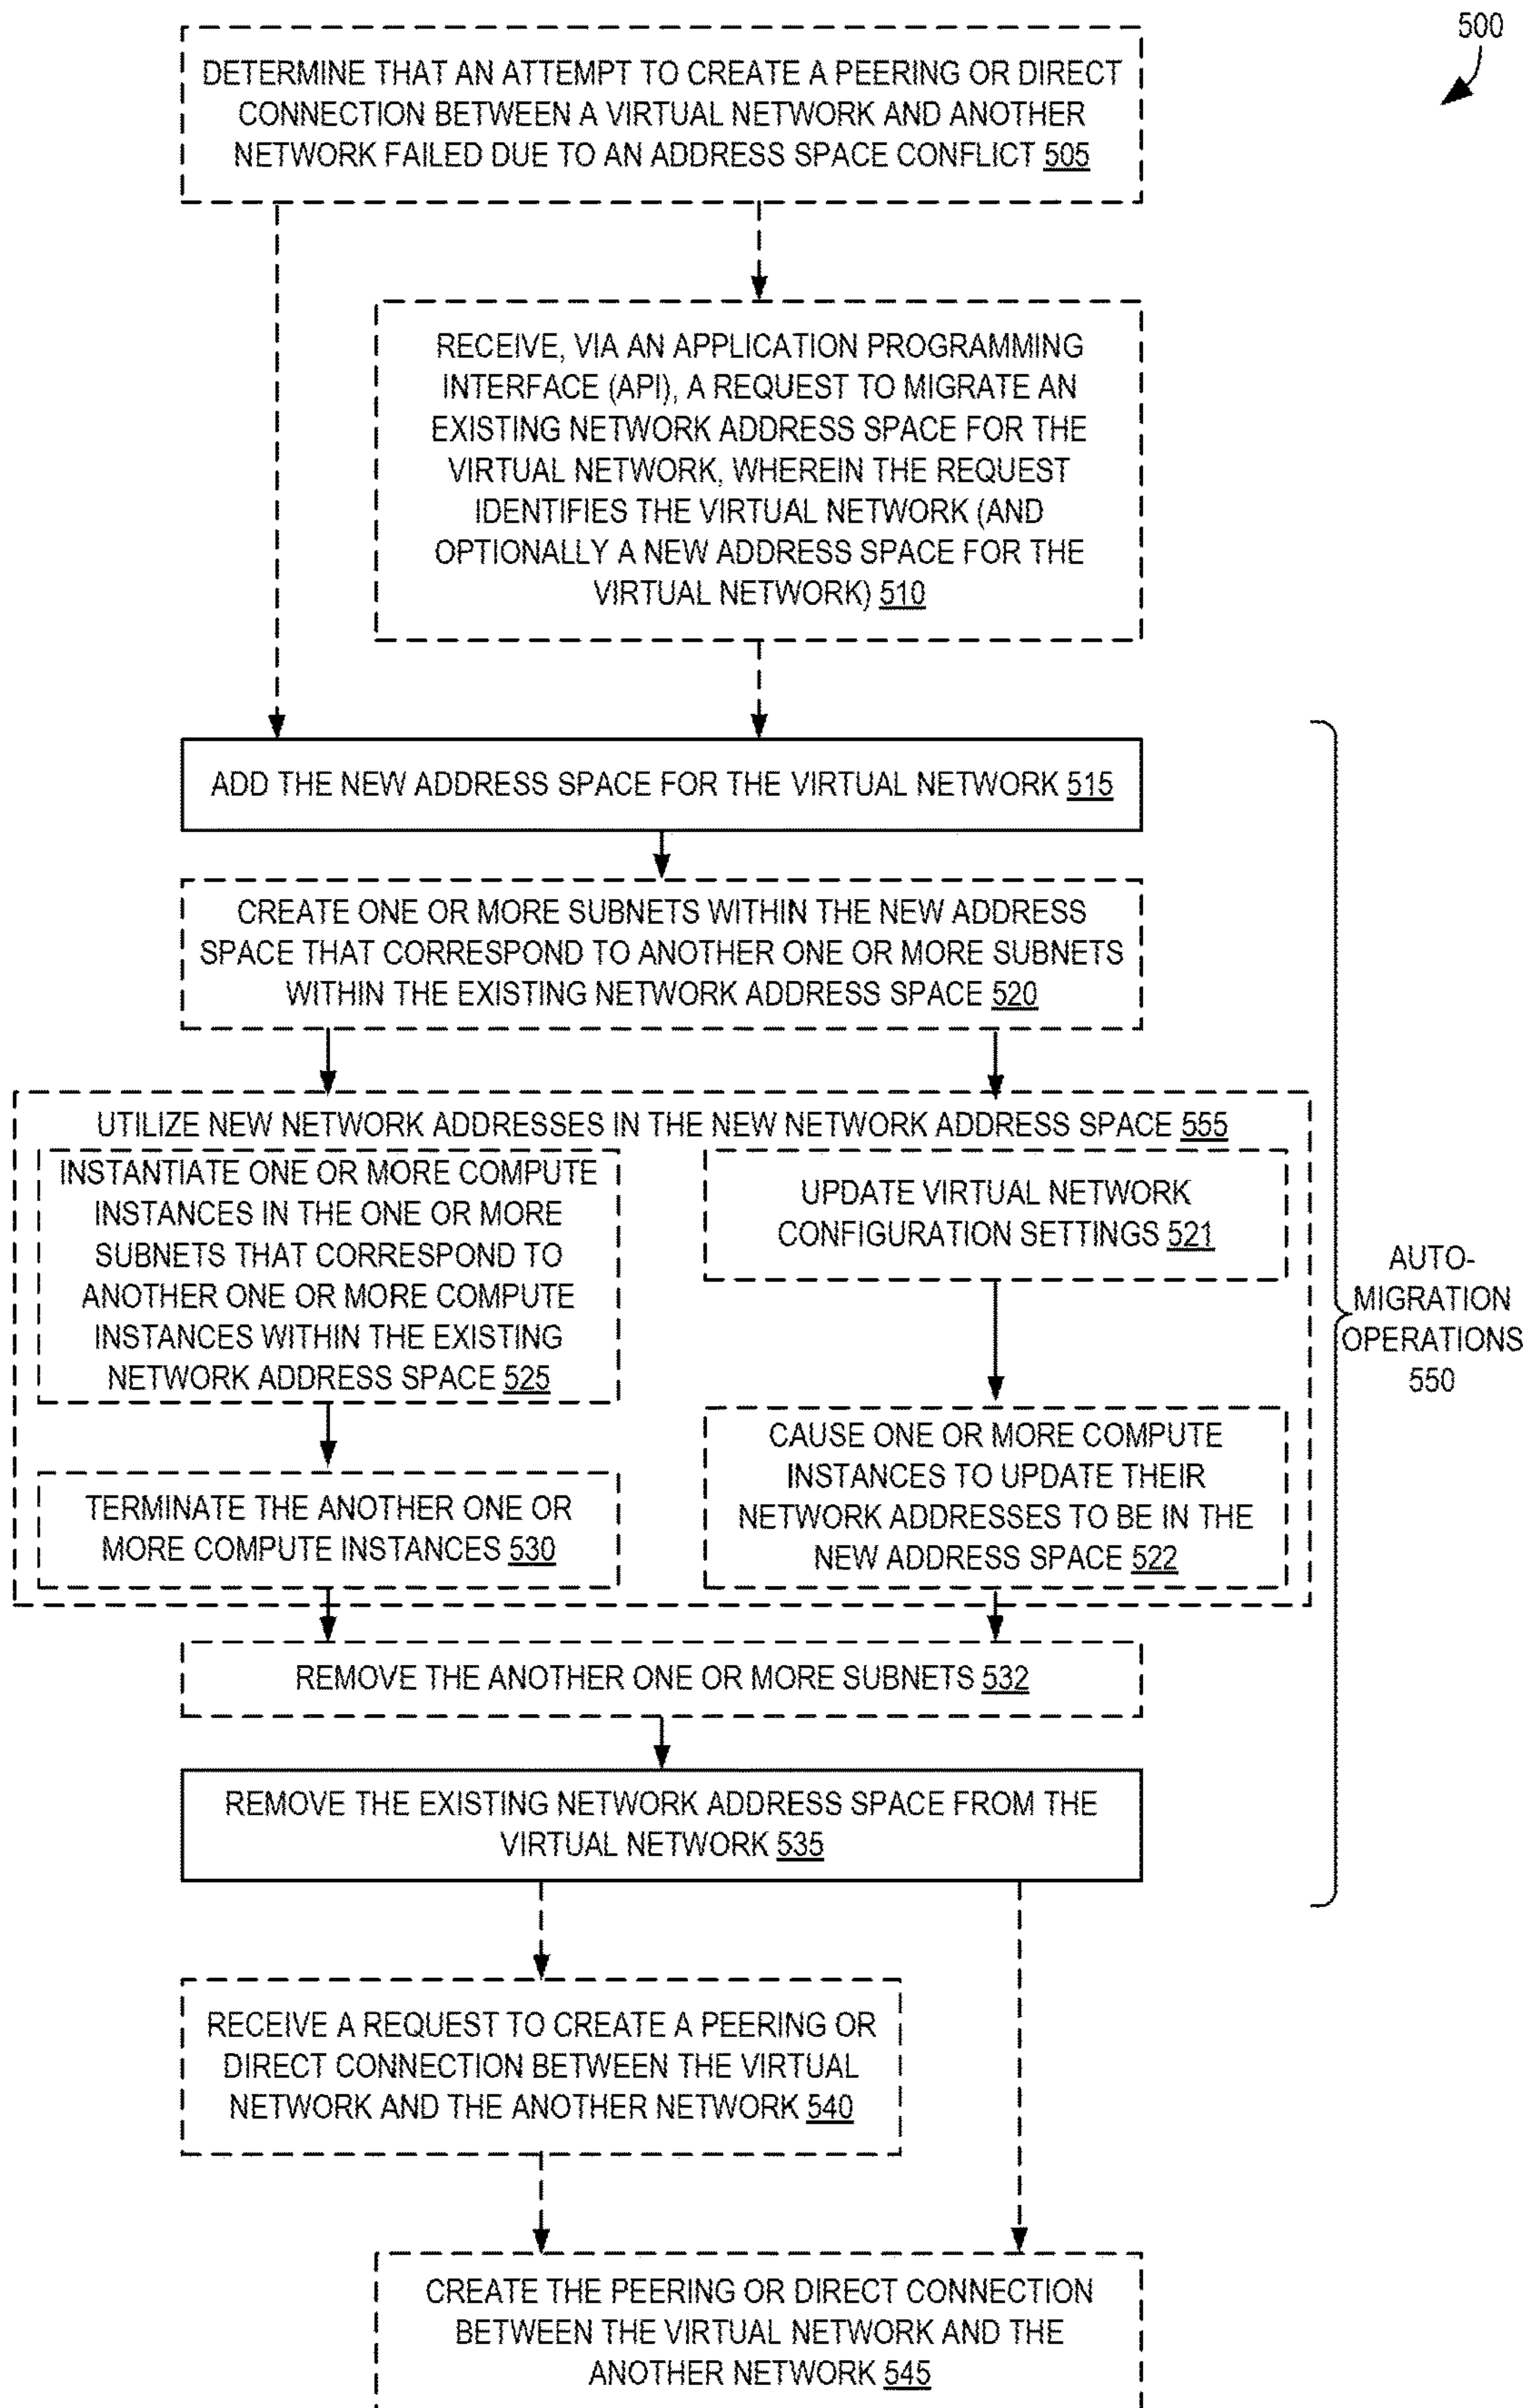 500
DETERMINE THAT AN ATTEMPT TO CREATE A PEERING OR DIRECT
CONNECTION BETWEEN A VIRTUAL NETWORK AND ANOTHER
NETWORK FAILED DUE TO AN ADDRESS SPACE CONFLICT 505
RECEIVE, VIA AN APPLICATION PROGRAMMING
INTERFACE (API), A REQUEST TO MIGRATE AN
EXISTING NETWORK ADDRESS SPACE FOR THE
VIRTUAL NETWORK, WHEREIN THE REQUEST
IDENTIFIES THE VIRTUAL NETWORK (AND
OPTIONALLY A NEW ADDRESS SPACE FOR THE
VIRTUAL NETWORK) 510
ADD THE NEW ADDRESS SPACE FOR THE VIRTUAL NETWORK 515
CREATE ONE OR MORE SUBNETS WITHIN THE NEW ADDRESS
SPACE THAT CORRESPOND TO ANOTHER ONE OR MORE SUBNETS
WITHIN THE EXISTING NETWORK ADDRESS SPACE 520
UTILIZE NEW NETWORK ADDRESSES IN THE NEW NETWORK ADDRESS SPACE 555
INSTANTIATE ONE OR MORE COMPUTE
INSTANCES IN THE ONE OR MORE
SUBNETS THAT CORRESPOND TO
ANOTHER ONE OR MORE COMPUTE
INSTANCES WITHIN THE EXISTING
NETWORK ADDRESS SPACE 525
TERMINATE THE ANOTHER ONE OR
MORE COMPUTE INSTANCES 530
UPDATE VIRTUAL NETWORK
CONFIGURATION SETTINGS 521
CAUSE ONE OR MORE COMPUTE
INSTANCES TO UPDATE THEIR
NETWORK ADDRESSES TO BE IN THE
NEW ADDRESS SPACE 522
AUTO-
MIGRATION
OPERATIONS
550
REMOVE THE ANOTHER ONE OR MORE SUBNETS 532
REMOVE THE EXISTING NETWORK ADDRESS SPACE FROM THE
VIRTUAL NETWORK 535
RECEIVE A REQUEST TO CREATE A PEERING OR
DIRECT CONNECTION BETWEEN THE VIRTUAL
NETWORK AND THE ANOTHER NETWORK 540
CREATE THE PEERING OR DIRECT CONNECTION
BETWEEN THE VIRTUAL NETWORK AND THE
ANOTHER NETWORK 545